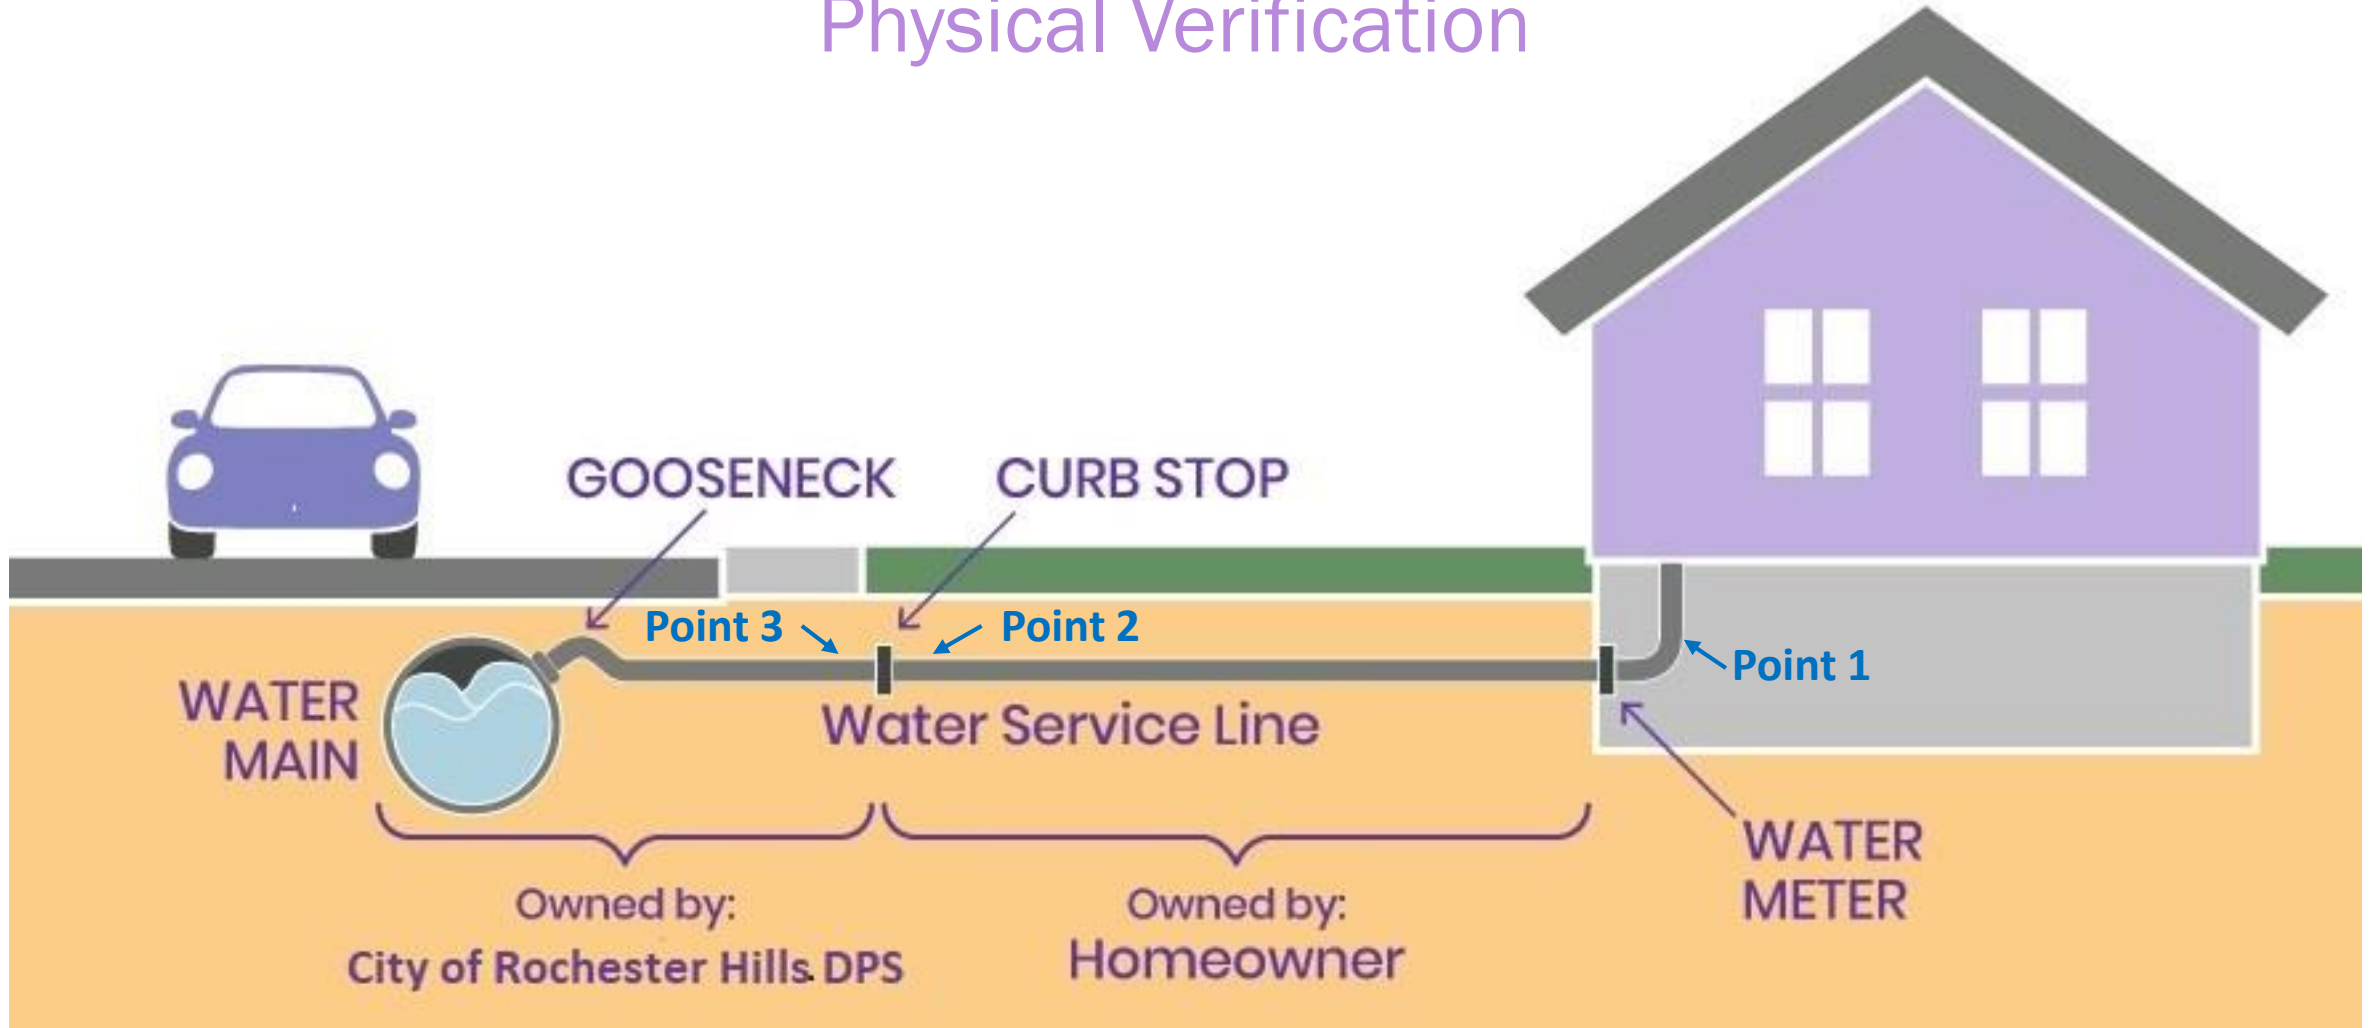 Physical Verification
GOOSENECK
CURB STOP
Point 3
Point 2
Point 1
WATER
MAIN
Water Service Line
WATER
METER
Owned by:
City of Rochester Hills. DPS
Owned by:
Homeowner